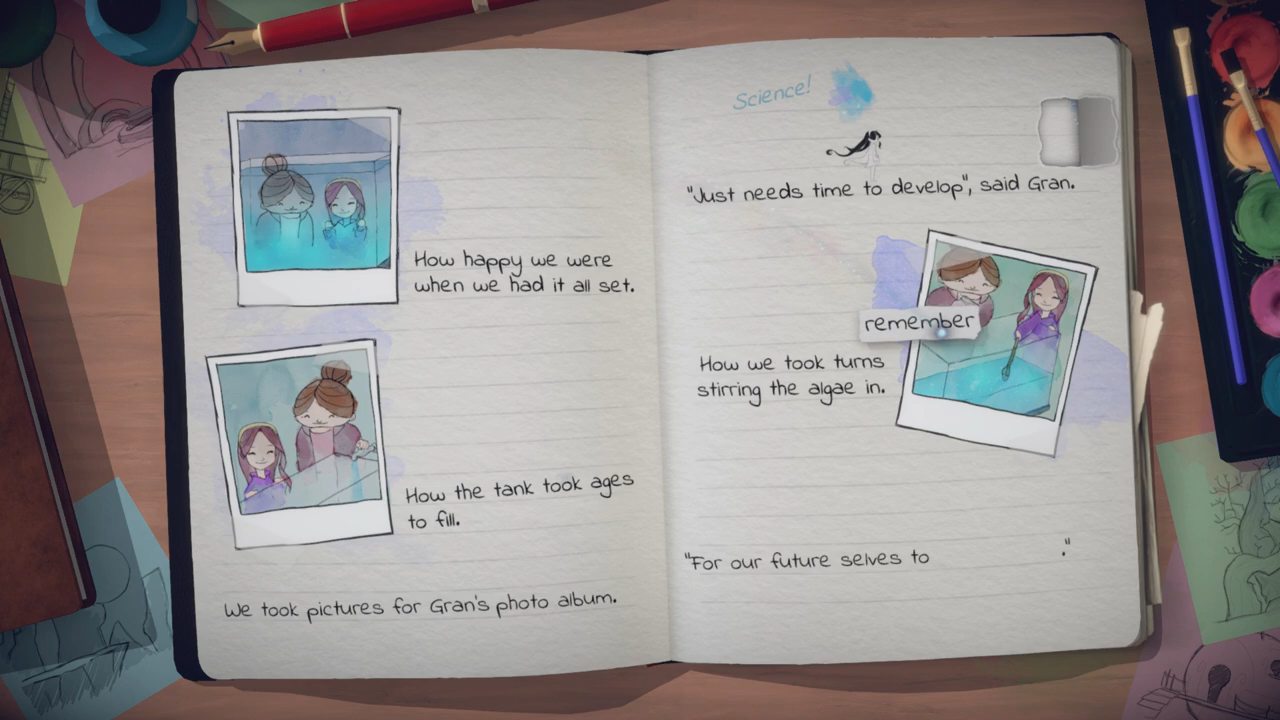 How happy we were
when we had it all set.
How the tank took ages
to fill.
We took pictures for Gran's photo album.
Science!
"Just needs time to develop", said Gran.
remember
How we took turns
stirring the algae in.
"For our future selves to ."